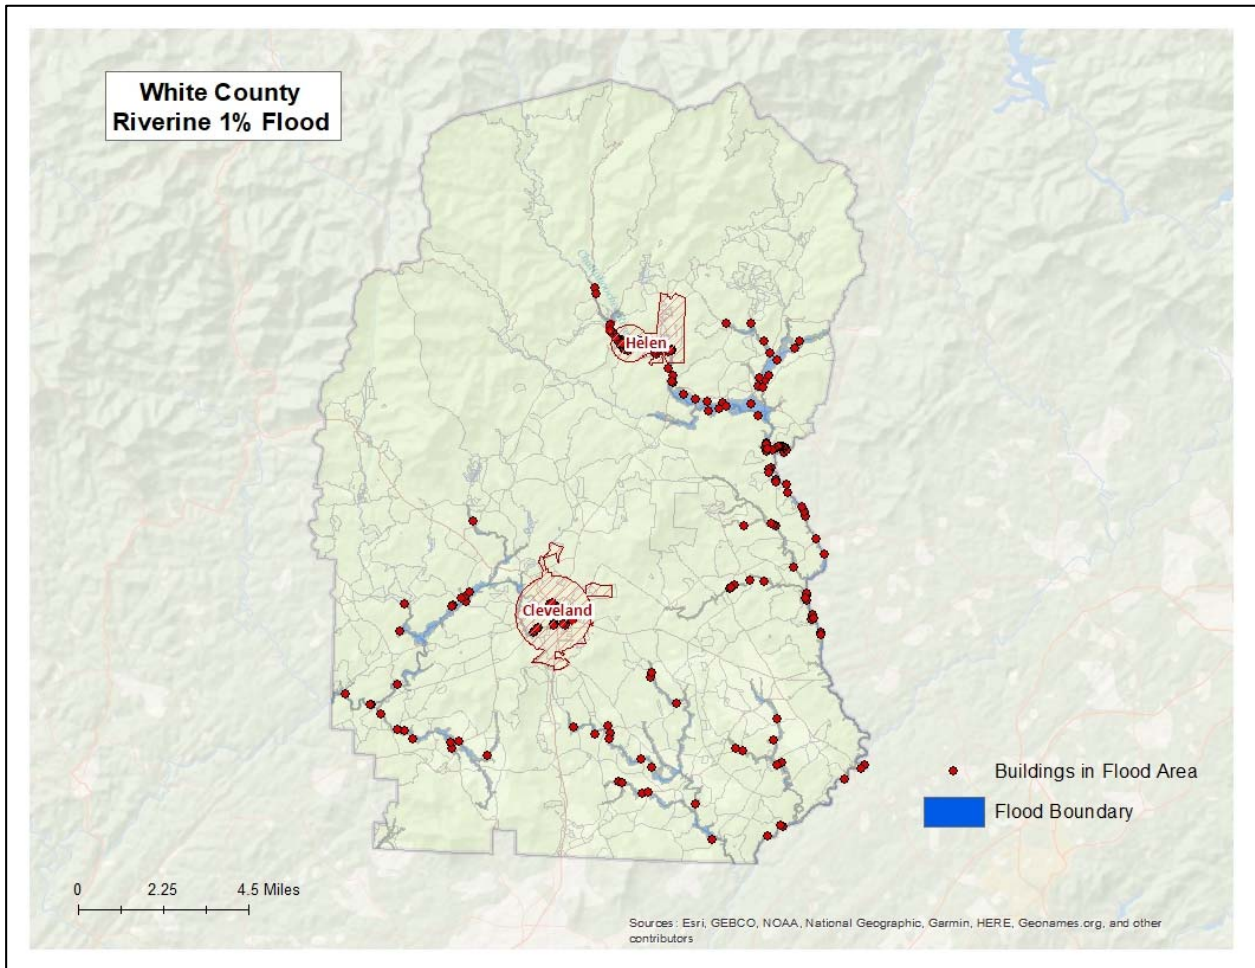 White County
Riverine 1% Flood
Helen
Cleveland
Buildings in Flood Area
Flood Boundary
0 2.25 4.5 Miles
Sources: Esri, GEBCO, NOAA, National Geographic, Garmin, HERE, Geonames.org, and other
contributors